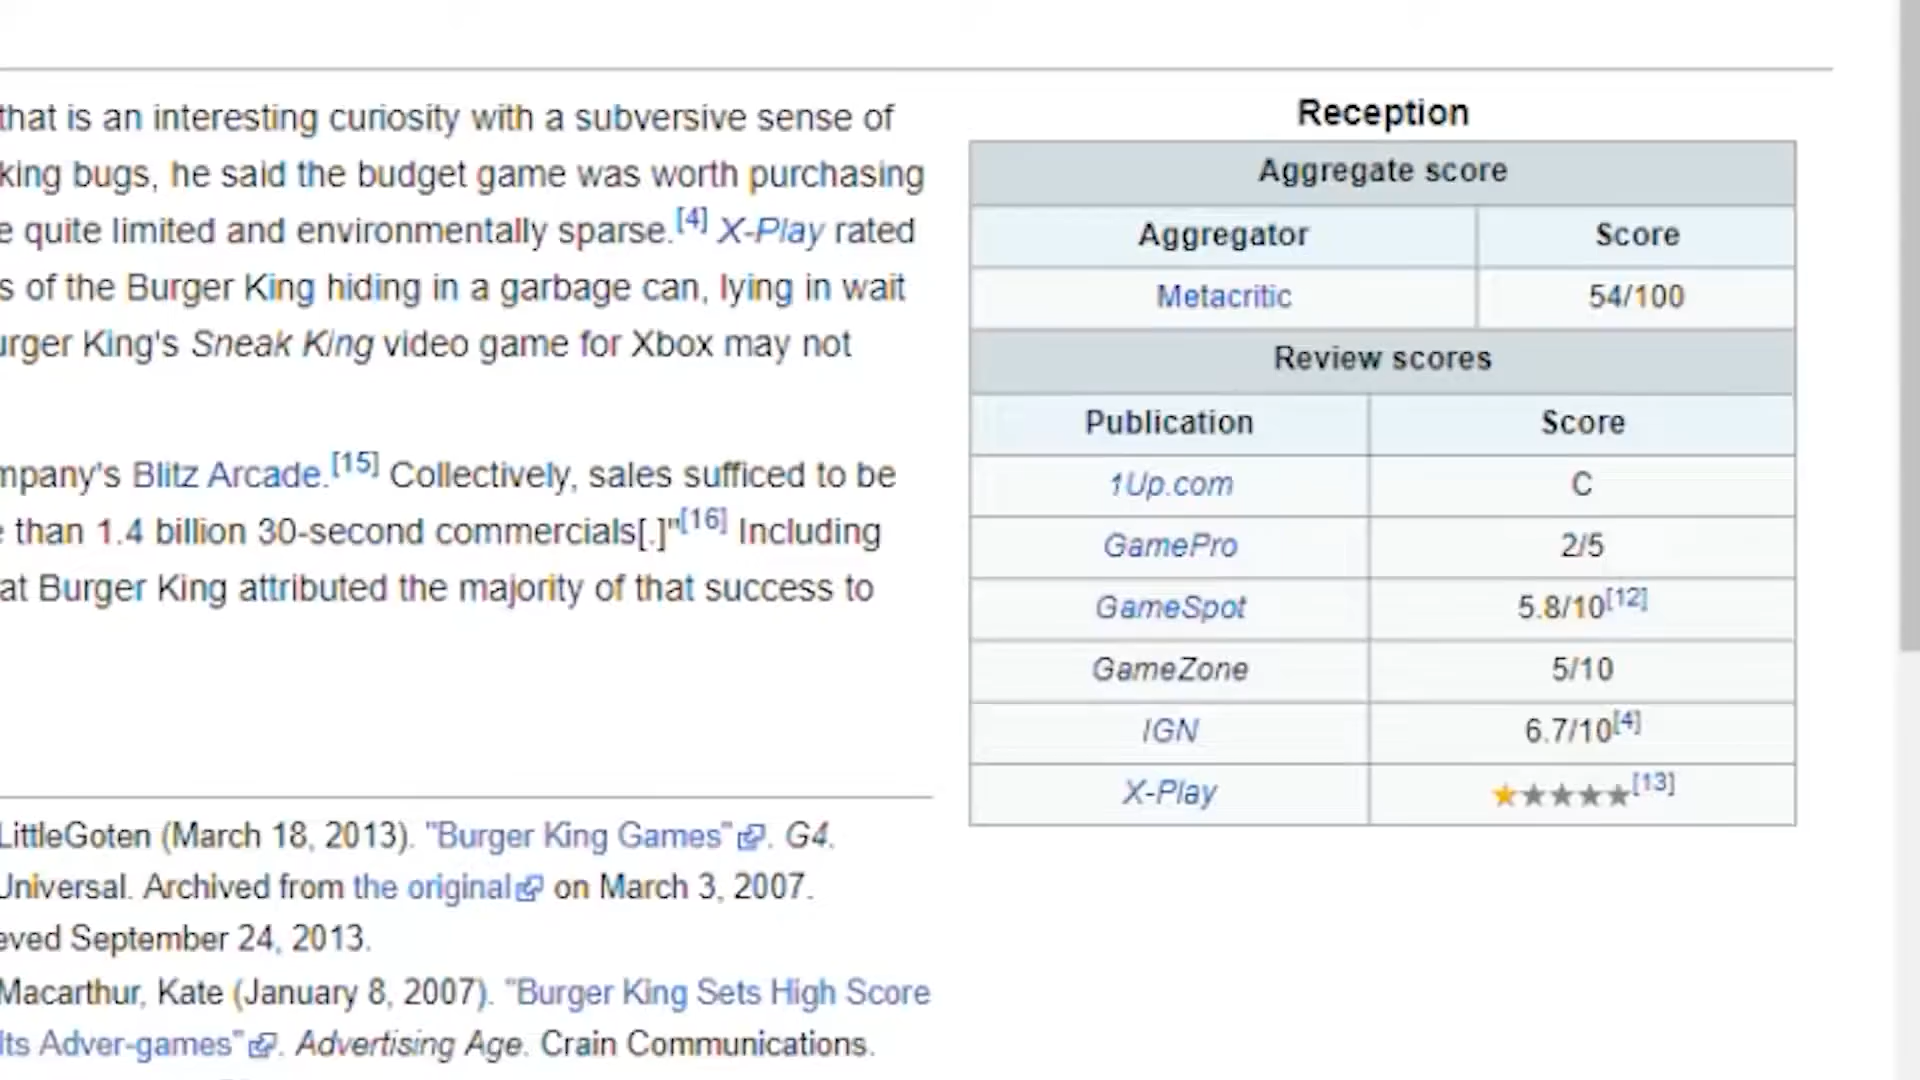 that is an interesting curiosity with a subversive sense of
king bugs, he said the budget game was worth purchasing
e quite limited and environmentally sparse.[4] X-Play rated
s of the Burger King hiding in a garbage can, lying in wait
urger King's Sneak King video game for Xbox may not
mpany's Blitz Arcade.[15] Collectively, sales sufficed to be
e than 1.4 billion 30-second commercials[.]"[16] Including
at Burger King attributed the majority of that success to
LittleGoten (March 18, 2013). "Burger King Games". G4.
Universal. Archived from the original on March 3, 2007.
eved September 24, 2013.
Macarthur, Kate (January 8, 2007). "Burger King Sets High Score
Its Adver-games". Advertising Age. Crain Communications.
Reception
Aggregate score
Aggregator Score
Metacritic 54/100
Review scores
Publication Score
1Up.com C
GamePro 2/5
GameSpot 5.8/10[12]
GameZone 5/10
IGN 6.7/10[4]
X-Play ★★★★★[13]